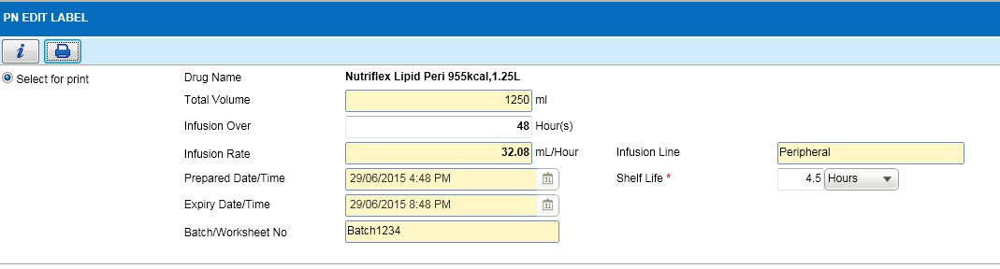 PN EDIT LABEL
i
Select for print
Drug Name Nutriflex Lipid Peri 955kcal,1.25L
Total Volume 1250 ml
Infusion Over 48 Hour(s)
Infusion Rate 32.08 mL/Hour Infusion Line Peripheral
Prepared Date/Time 29/06/2015 4:48 PM 31 Shelf Life * 4.5 Hours
Expiry Date/Time 29/06/2015 8:48 PM 31
Batch/Worksheet No Batch1234